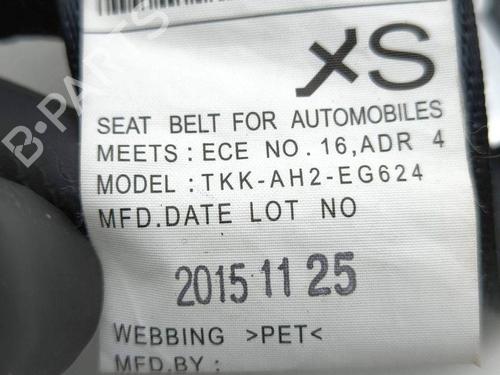 XS
SEAT BELT FOR AUTOMOBILES
MEETS : ECE NO. 16, ADR 4
MODEL : TKK-AH2-EG624
MFD.DATE LOT NO
2015 11 25
WEBBING >PET<
MFD.BY :
B-PARTS